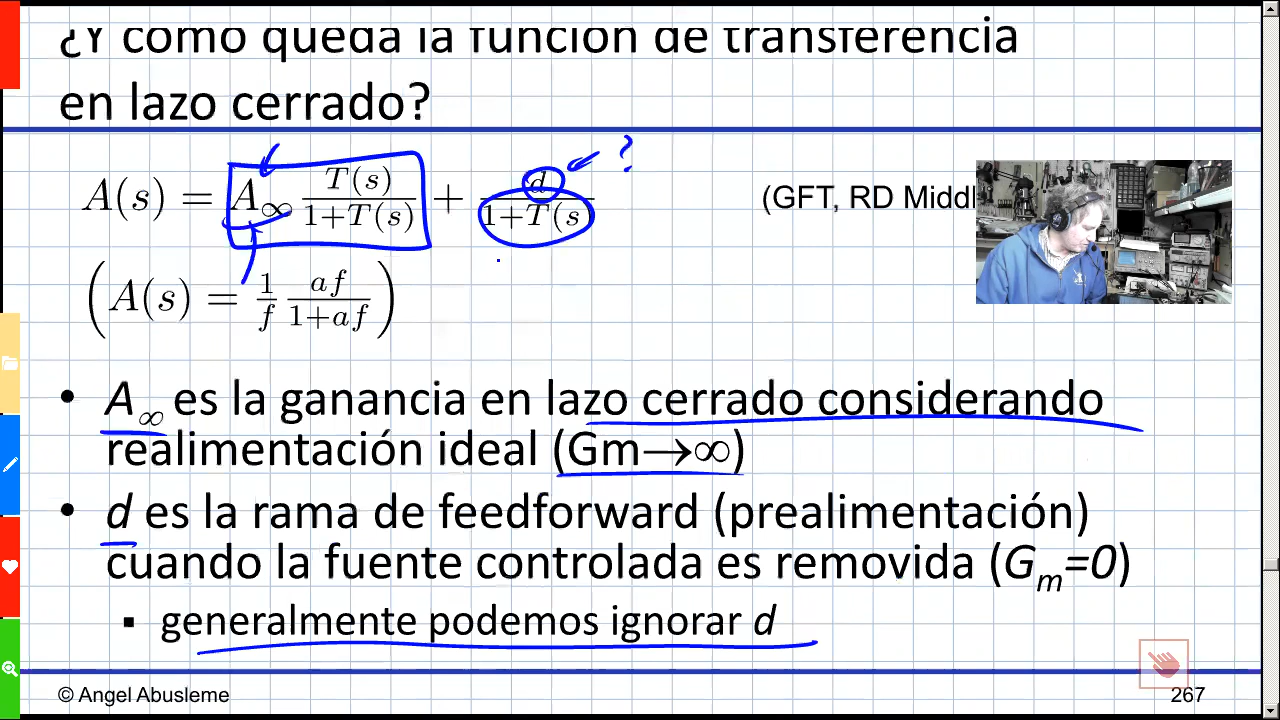 ¿Y cómo queda la función de transferencia
en lazo cerrado?
A(s) = A∞ T(s)/1+T(s) + d/1+T(s)
?
(GFT, RD Middl
(A(s) = 1/f af/1+af)
• A∞ es la ganancia en lazo cerrado considerando
realimentación ideal (Gm→∞)
• d es la rama de feedforward (prealimentación)
cuando la fuente controlada es removida (Gm=0)
▪ generalmente podemos ignorar d
© Angel Abusleme
267